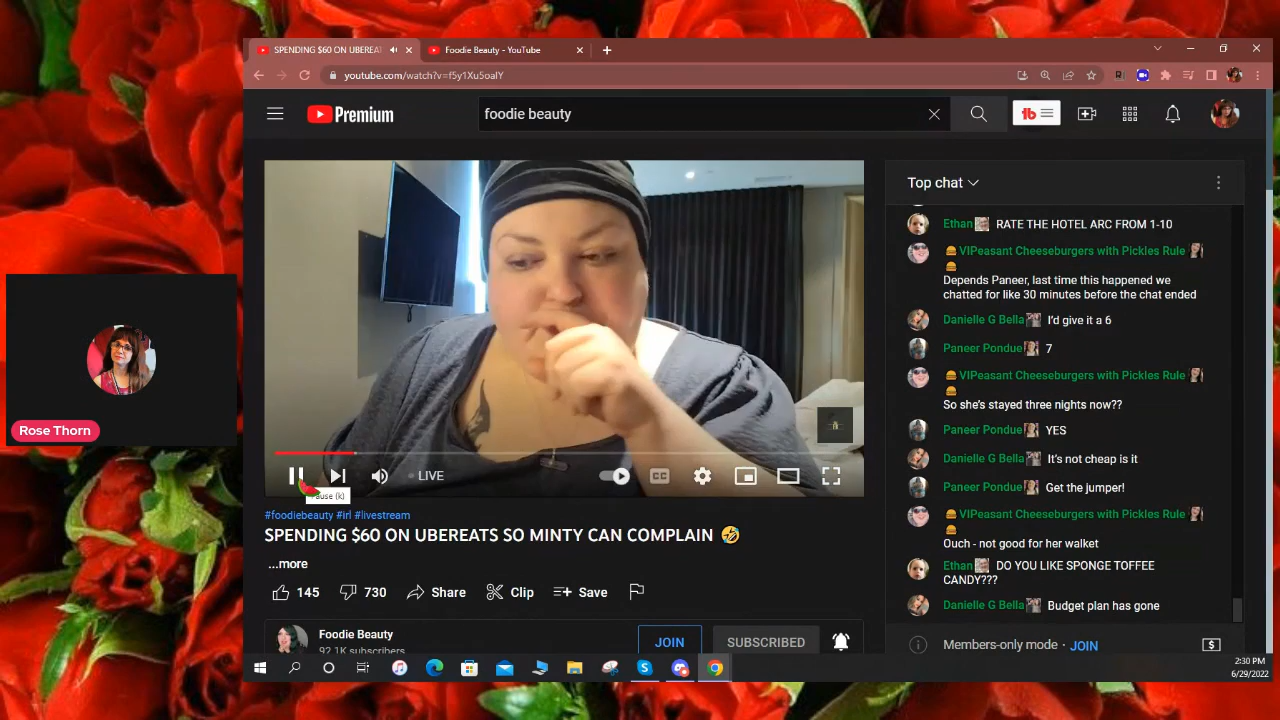 SPENDING $60 ON UBEREAT
Foodie Beauty - YouTube
youtube.com/watch?v=f5y1Xu5oaIY
Premium
foodie beauty
tb
Top chat
Ethan RATE THE HOTEL ARC FROM 1-10
VIPeasant Cheeseburgers with Pickles Rule
Depends Paneer, last time this happened we
chatted for like 30 minutes before the chat ended
Danielle G Bella I'd give it a 6
Paneer Pondue 7
VIPeasant Cheeseburgers with Pickles Rule
So she's stayed three nights now??
Paneer Pondue YES
Danielle G Bella It's not cheap is it
Paneer Pondue Get the jumper!
VIPeasant Cheeseburgers with Pickles Rule
Ouch - not good for her walket
Ethan DO YOU LIKE SPONGE TOFFEE
CANDY???
Danielle G Bella Budget plan has gone
Members-only mode · JOIN
Rose Thorn
LIVE
CC
(k)
#foodiebeauty #irl #livestream
SPENDING $60 ON UBEREATS SO MINTY CAN COMPLAIN 🤣
...more
145 730 Share Clip Save
Foodie Beauty
92.1K subscribers
JOIN SUBSCRIBED
2:30 PM
6/29/2022